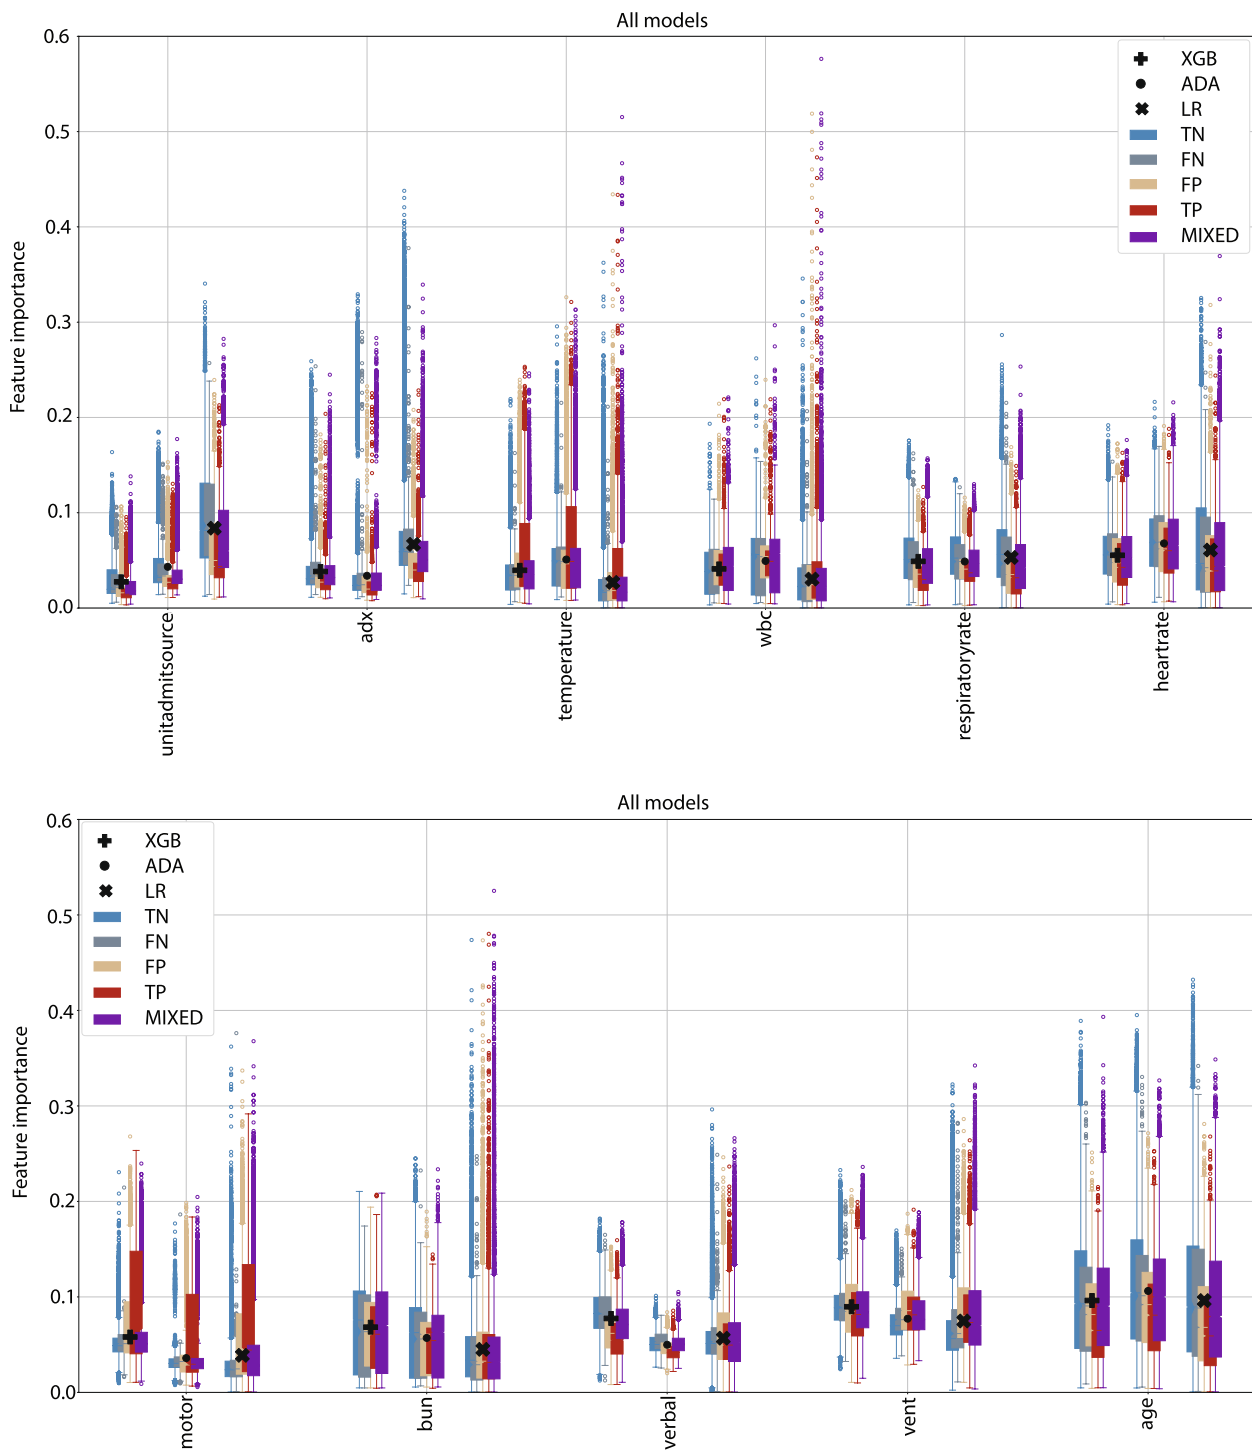 All models
0.6
0.5
0.4
0.3
0.2
0.1
0.0
Feature importance
XGB
ADA
LR
TN
FN
FP
TP
MIXED
unitadmitsource
adx
temperature
wbc
respiratoryrate
heartrate
All models
0.6
0.5
0.4
0.3
0.2
0.1
0.0
Feature importance
XGB
ADA
LR
TN
FN
FP
TP
MIXED
motor
bun
verbal
vent
age